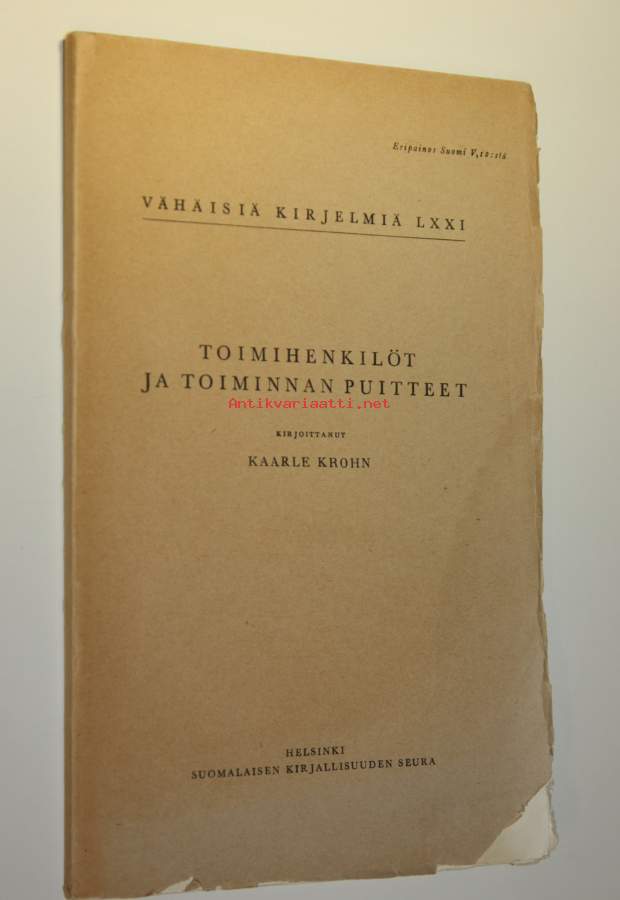 Eripainos Suomi V,10:stä
VÄHÄISIÄ KIRJELMIÄ LXXI
TOIMIHENKILÖT
JA TOIMINNAN PUITTEET
Antikvariaatti.net
KIRJOITTANUT
KAARLE KROHN
HELSINKI
SUOMALAISEN KIRJALLISUUDEN SEURA